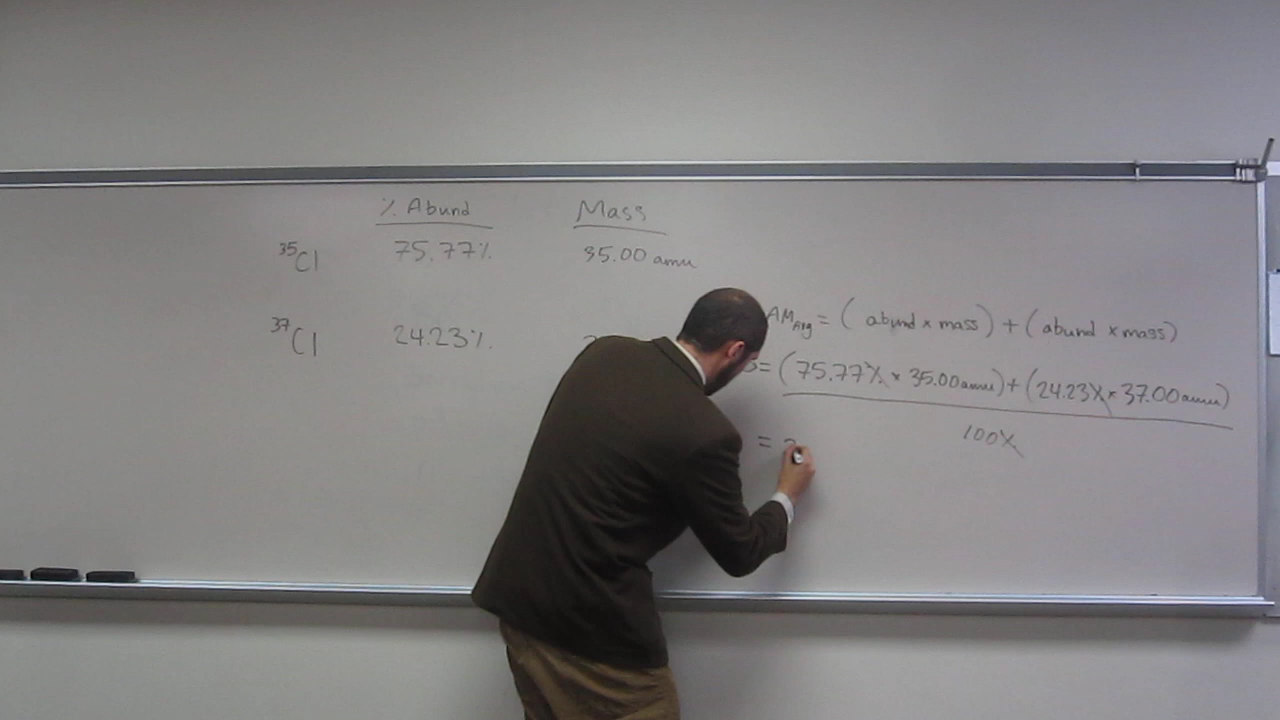 % Abund Mass
35Cl 75.77% 35.00 amu
37Cl 24.23%
AMAvg = ( abund x mass ) + ( abund x mass )
= (75.77% x 35.00 amu) + (24.23% x 37.00 amu)
100%
=